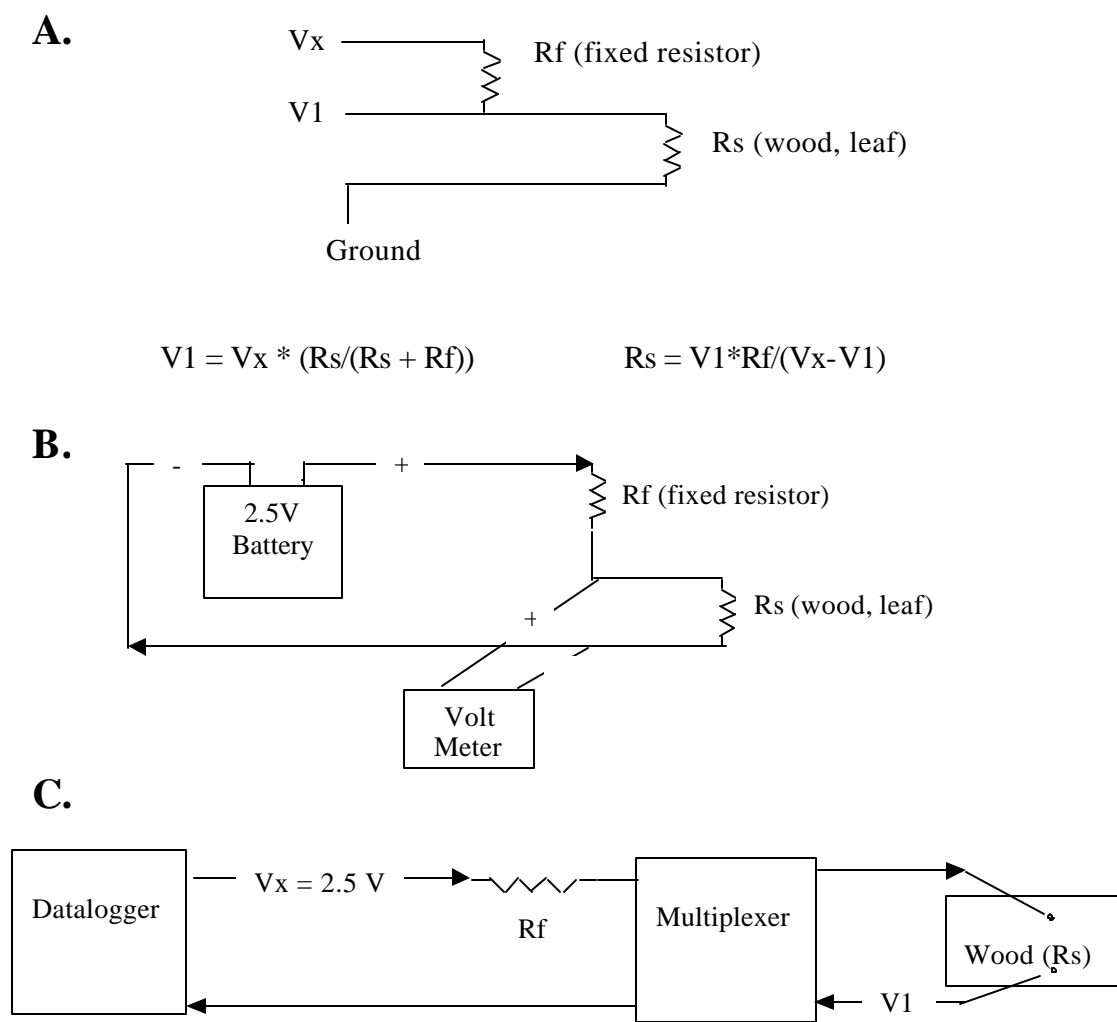 A.
Vx
Rf (fixed resistor)
V1
Rs (wood, leaf)
Ground
V1 = Vx * (Rs/(Rs + Rf))
Rs = V1*Rf/(Vx-V1)
B.
- +
2.5V
Battery
Rf (fixed resistor)
Rs (wood, leaf)
+
Volt
Meter
C.
Datalogger
Vx = 2.5 V
Rf
Multiplexer
Wood (Rs)
V1